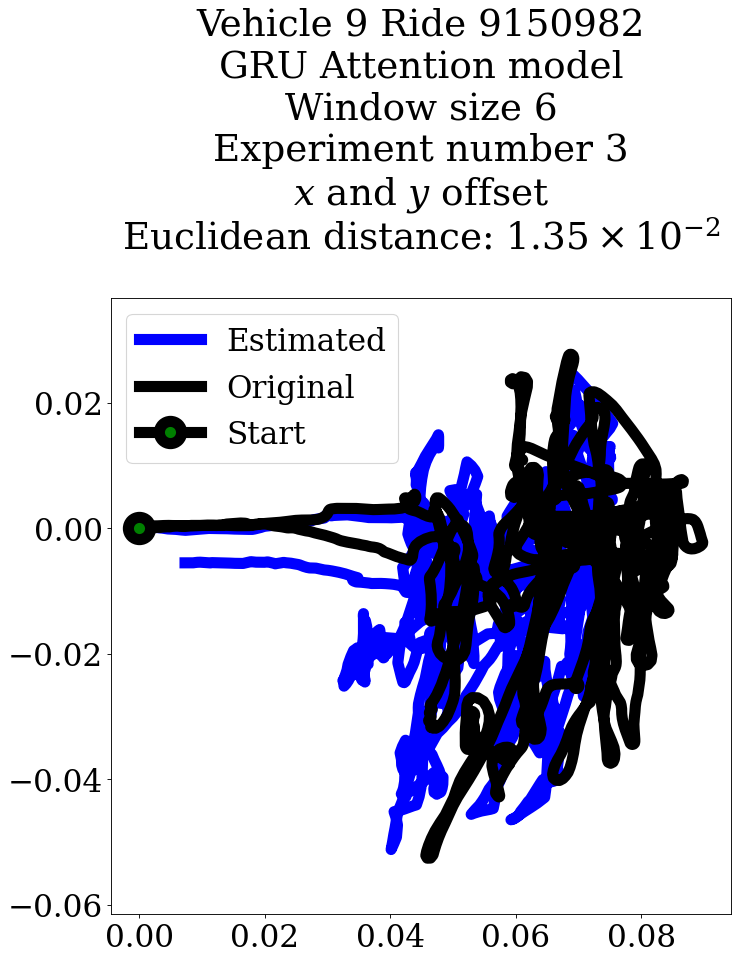 Vehicle 9 Ride 9150982
GRU Attention model
Window size 6
Experiment number 3
x and y offset
Euclidean distance: 1.35 × 10⁻²
Estimated
Original
Start
0.02
0.00
−0.02
−0.04
−0.06
0.00 0.02 0.04 0.06 0.08